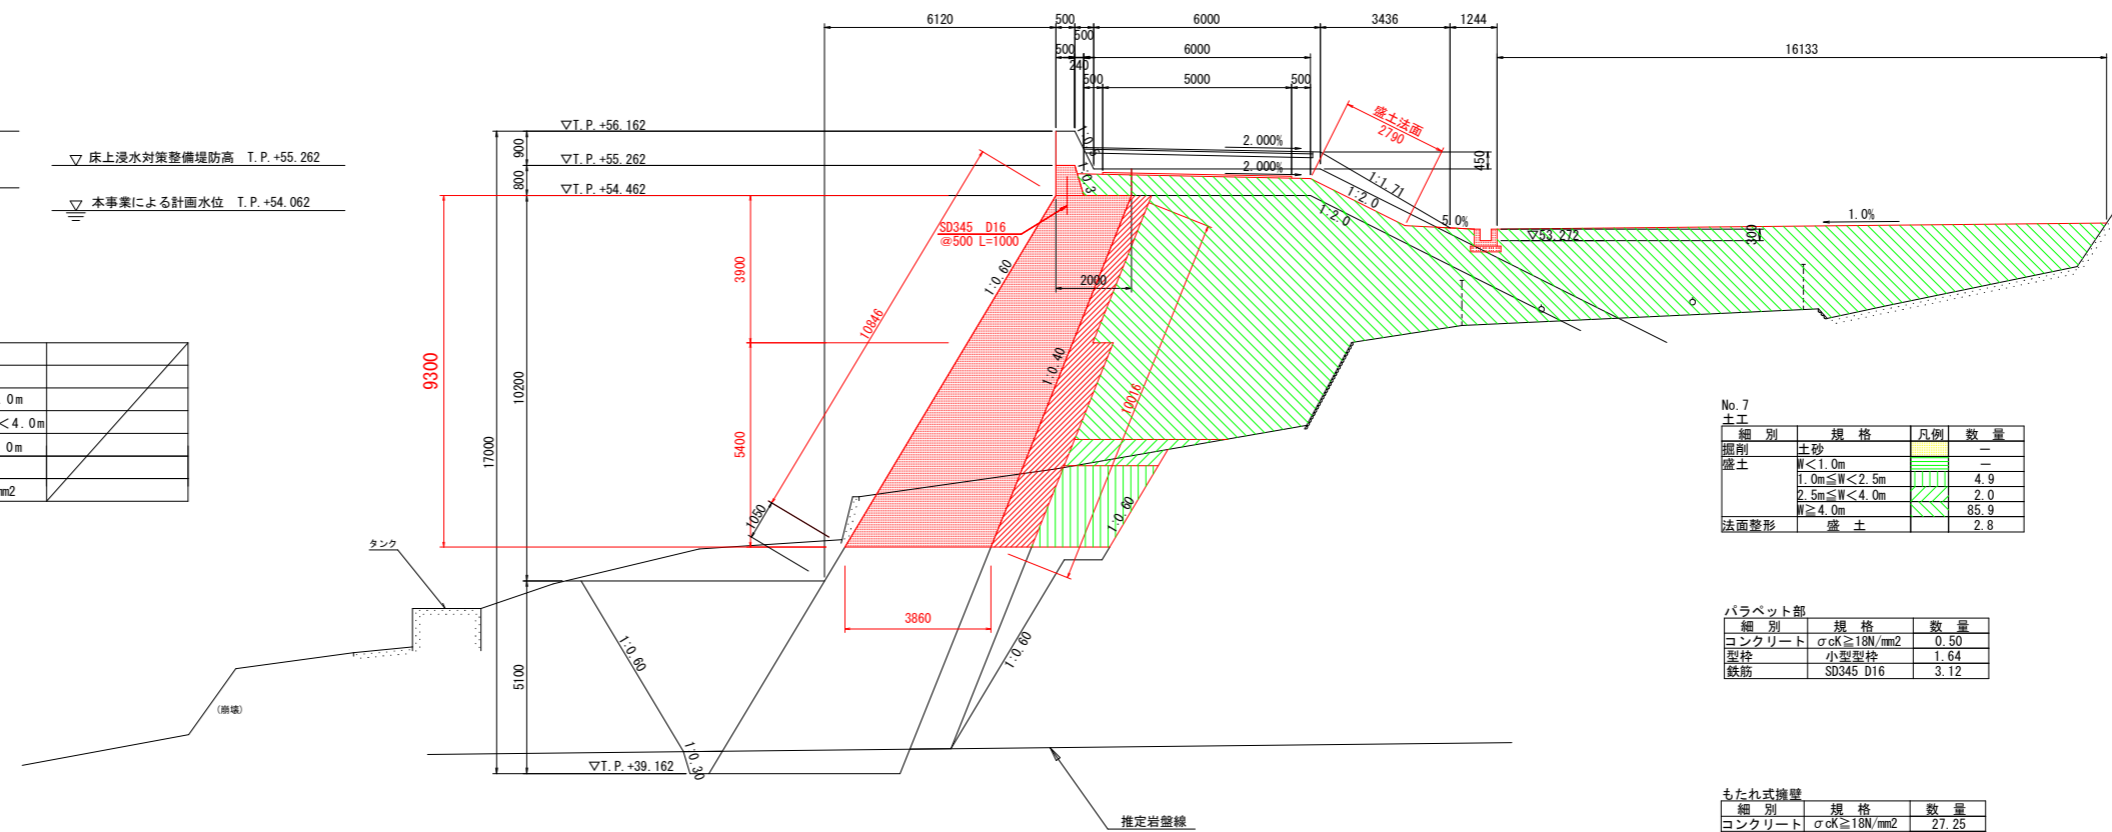 6120
500
6000
3436
1244
500
500
6000
16133
240
500
5000
500
▽T.P.+56.162
盛土法面
2790
900
2.000%
▽ 床上浸水対策整備堤防高 T.P.+55.262
▽T.P.+55.262
450
800
2.000%
1:0.3
1:1.71
▽T.P.+54.462
1:2.0
▽ 本事業による計画水位 T.P.+54.062
1:2.0
5.0%
1.0%
SD345 D16
@500 L=1000
▽53.272
300
3900
1:0.60
2000
10846
9300
1:0.40
10200
10016
.0m
<4.0m
.0m
mm2
17000
5400
1050
1:0.60
タンク
3860
1:0.60
1:0.60
5100
(崩壊)
1:0.30
▽T.P.+39.162
推定岩盤線
No.7
土工
細 別 規 格 凡例 数 量
掘削 土砂 －
盛土 W＜1.0m －
1.0m≦W＜2.5m 4.9
2.5m≦W＜4.0m 2.0
W≧4.0m 85.9
法面整形 盛 土 2.8
パラペット部
細 別 規 格 数 量
コンクリート σcK≧18N/mm2 0.50
型枠 小型型枠 1.64
鉄筋 SD345 D16 3.12
もたれ式擁壁
細 別 規 格 数 量
コンクリート σcK≧18N/mm2 27.25